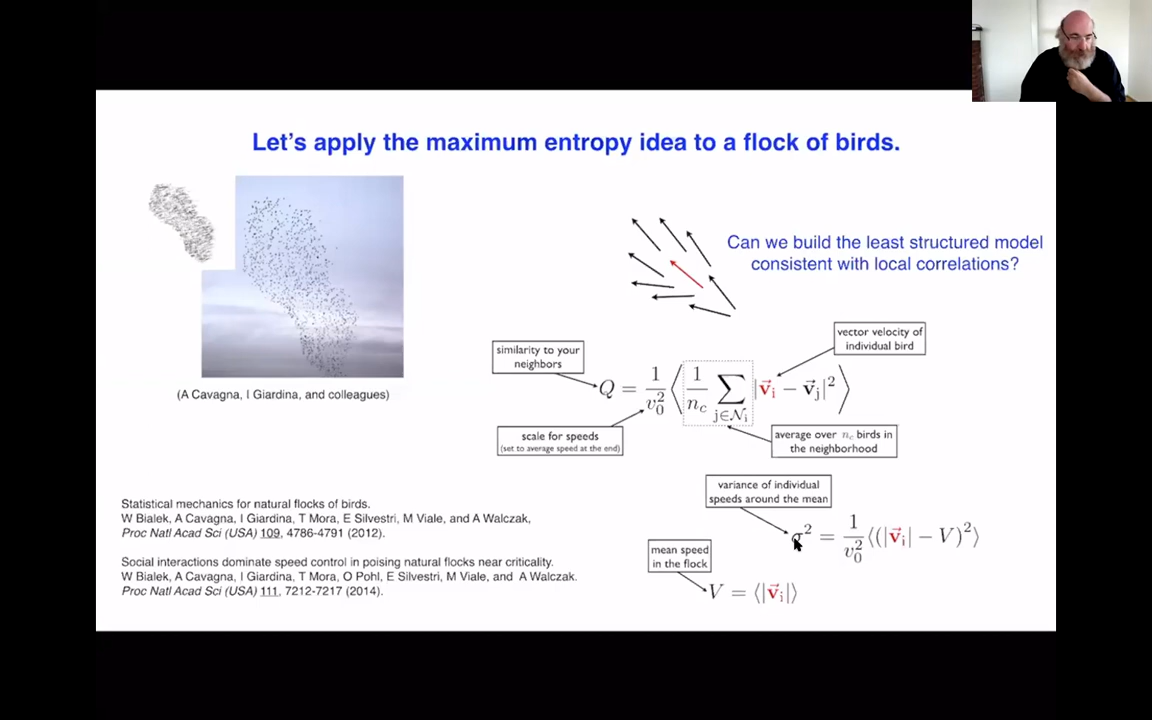 Let's apply the maximum entropy idea to a flock of birds.
Can we build the least structured model
consistent with local correlations?
(A Cavagna, I Giardina, and colleagues)
similarity to your
neighbors
vector velocity of
individual bird
Q = 1/v₀² ⟨ 1/n_c ∑_{j∈𝒩ᵢ} |v⃗ᵢ − v⃗ⱼ|² ⟩
scale for speeds
(set to average speed at the end)
average over n_c birds in
the neighborhood
variance of individual
speeds around the mean
σ² = 1/v₀² ⟨(|v⃗ᵢ| − V)²⟩
mean speed
in the flock
V = ⟨|v⃗ᵢ|⟩
Statistical mechanics for natural flocks of birds.
W Bialek, A Cavagna, I Giardina, T Mora, E Silvestri, M Viale, and A Walczak,
Proc Natl Acad Sci (USA) 109, 4786-4791 (2012).
Social interactions dominate speed control in poising natural flocks near criticality.
W Bialek, A Cavagna, I Giardina, T Mora, O Pohl, E Silvestri, M Viale, and A Walczak.
Proc Natl Acad Sci (USA) 111, 7212-7217 (2014).